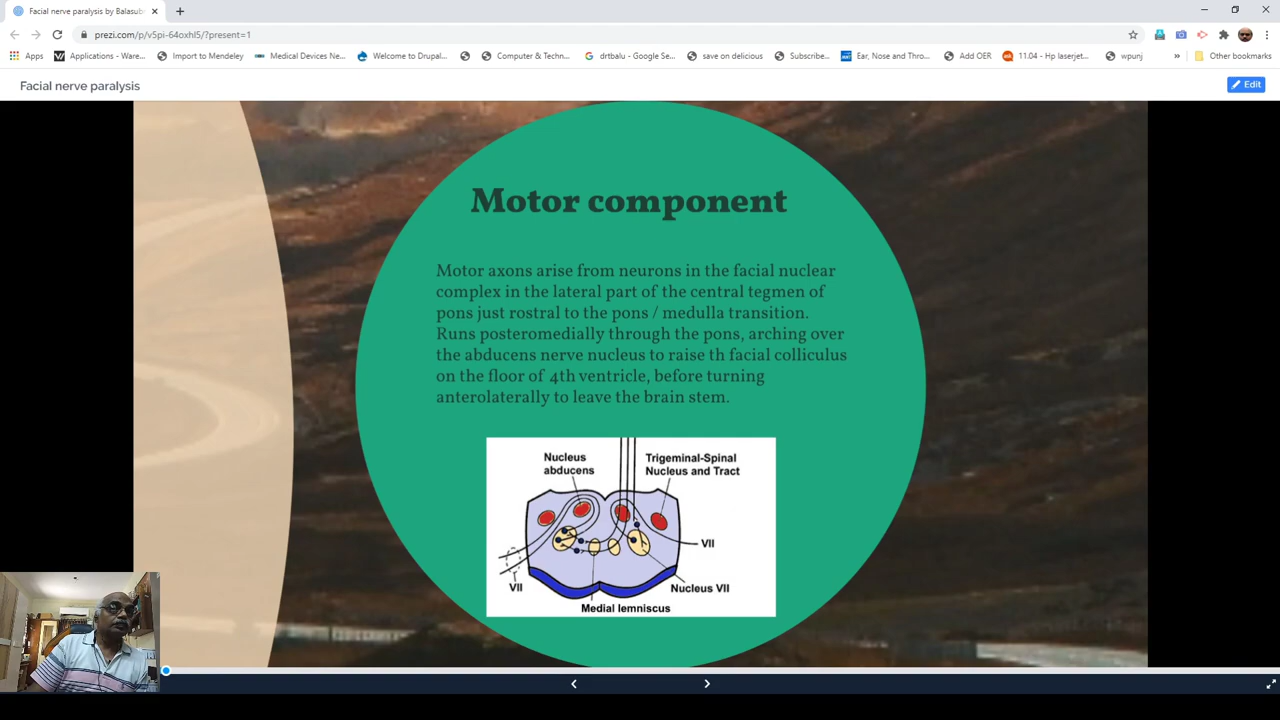 Facial nerve paralysis by Balasub
prezi.com/p/v5pi-64oxhl5/?present=1
Apps
Applications - Ware...
Import to Mendeley
Medical Devices Ne...
Welcome to Drupal...
Computer & Techn...
drtbalu - Google Se...
save on delicious
Subscribe...
Ear, Nose and Thro...
Add OER
11.04 - Hp laserjet...
wpunj
»
Other bookmarks
Facial nerve paralysis
Edit
Motor component
Motor axons arise from neurons in the facial nuclear
complex in the lateral part of the central tegmen of
pons just rostral to the pons / medulla transition.
Runs posteromedially through the pons, arching over
the abducens nerve nucleus to raise th facial colliculus
on the floor of 4th ventricle, before turning
anterolaterally to leave the brain stem.
Nucleus
abducens
Trigeminal-Spinal
Nucleus and Tract
VII
VII
Nucleus VII
Medial lemniscus